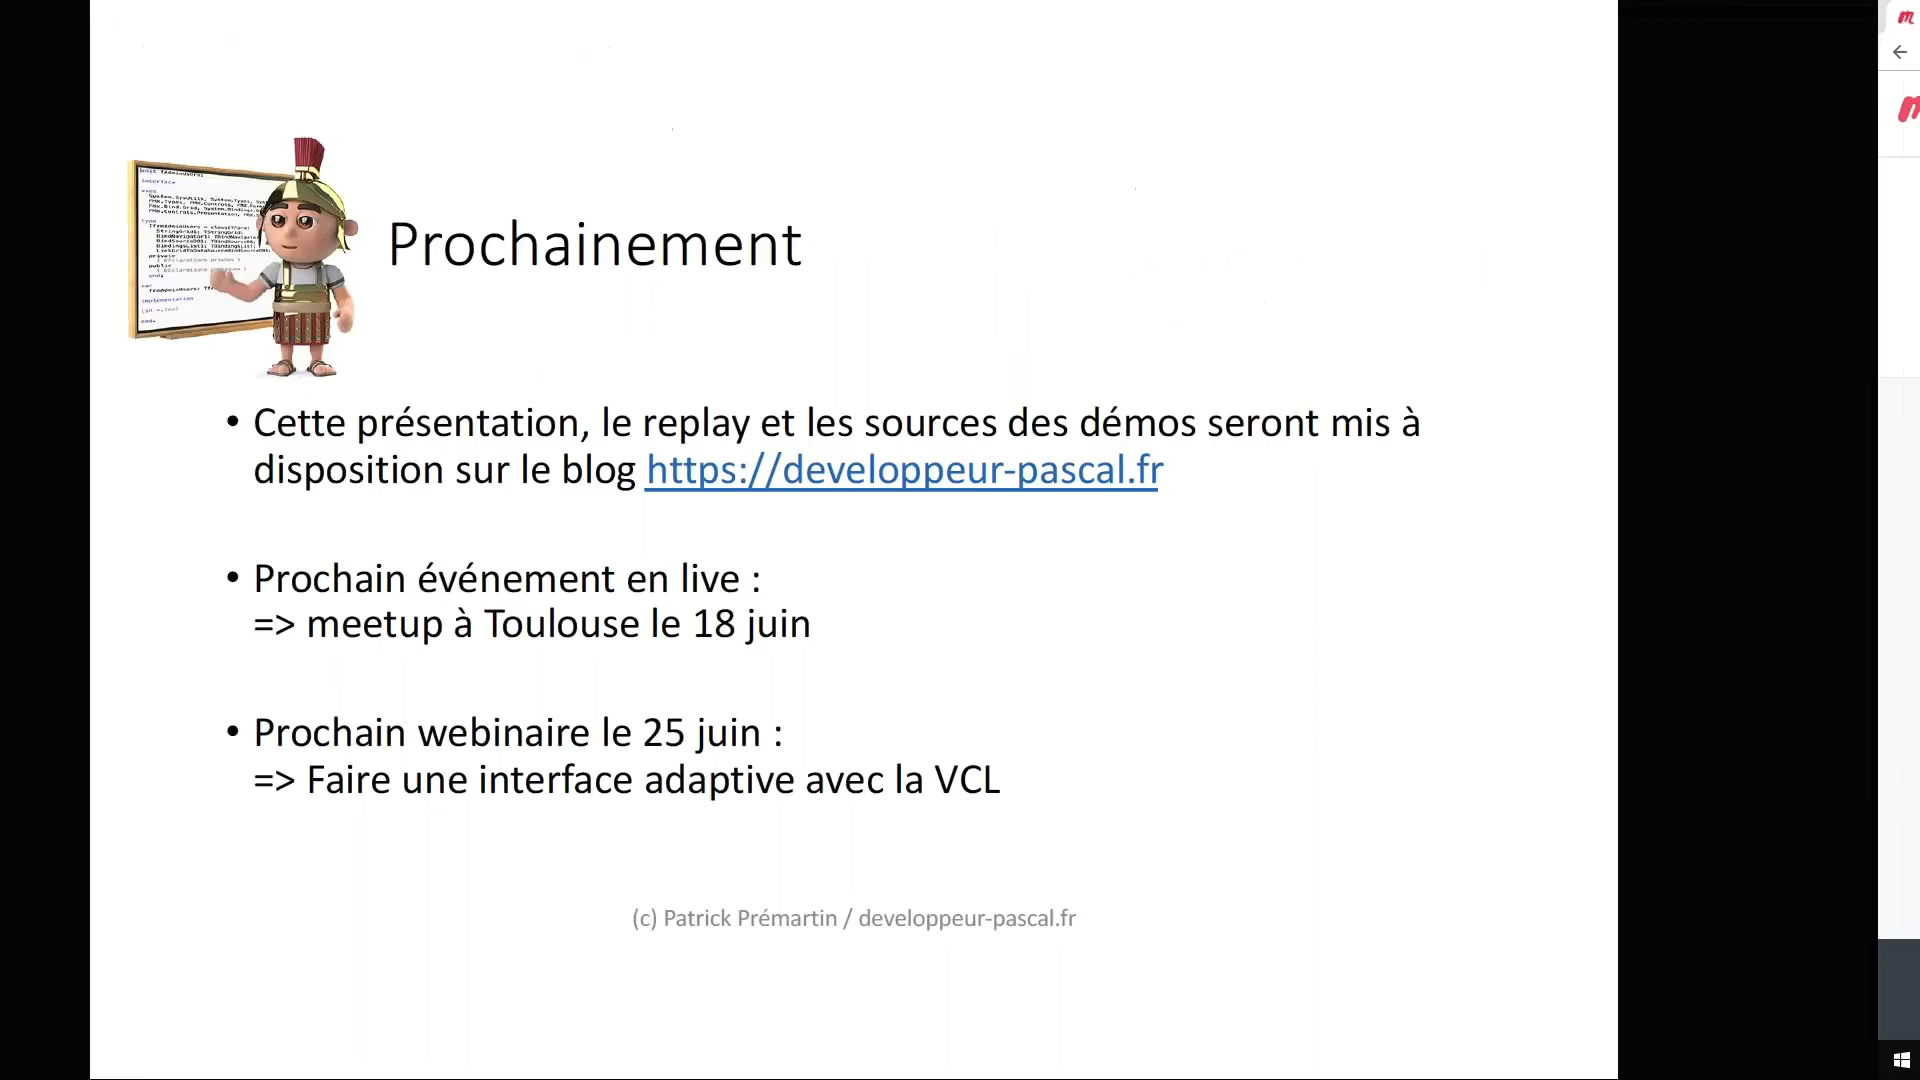 Prochainement
• Cette présentation, le replay et les sources des démos seront mis à
disposition sur le blog https://developpeur-pascal.fr
• Prochain événement en live :
=> meetup à Toulouse le 18 juin
• Prochain webinaire le 25 juin :
=> Faire une interface adaptive avec la VCL
(c) Patrick Prémartin / developpeur-pascal.fr